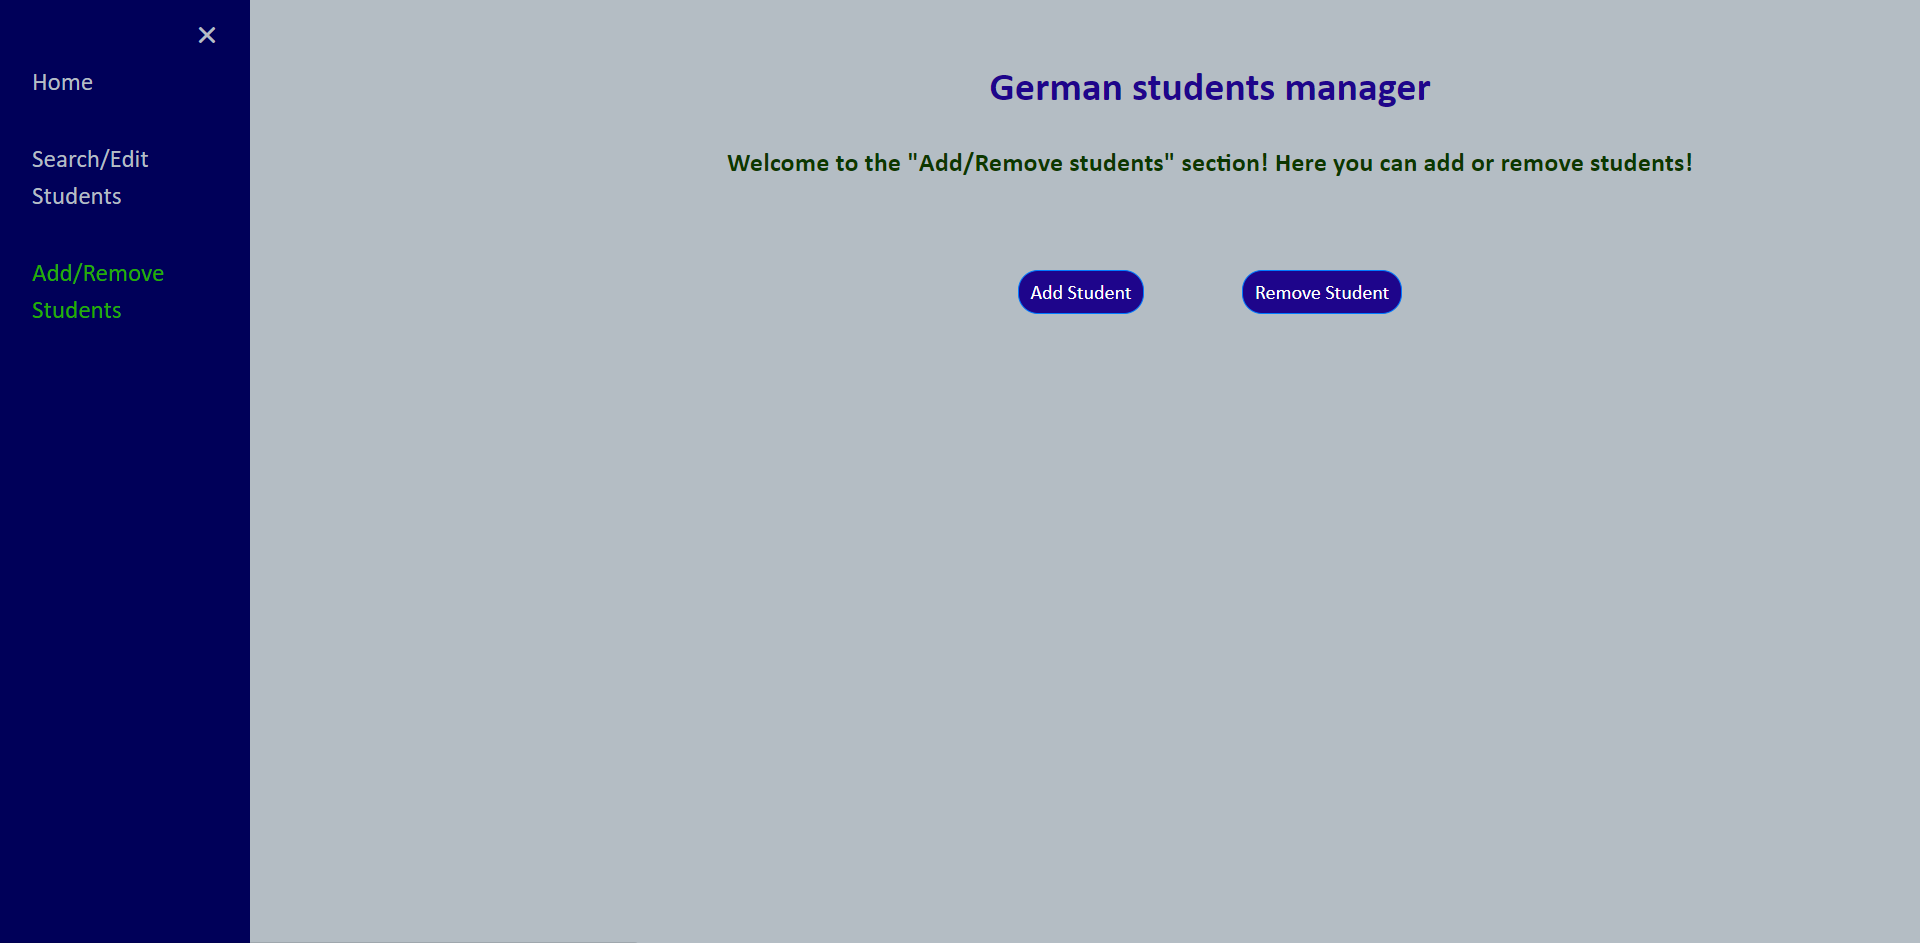 Home
Search/Edit
Students
Add/Remove
Students
German students manager
Welcome to the "Add/Remove students" section! Here you can add or remove students!
Add Student
Remove Student